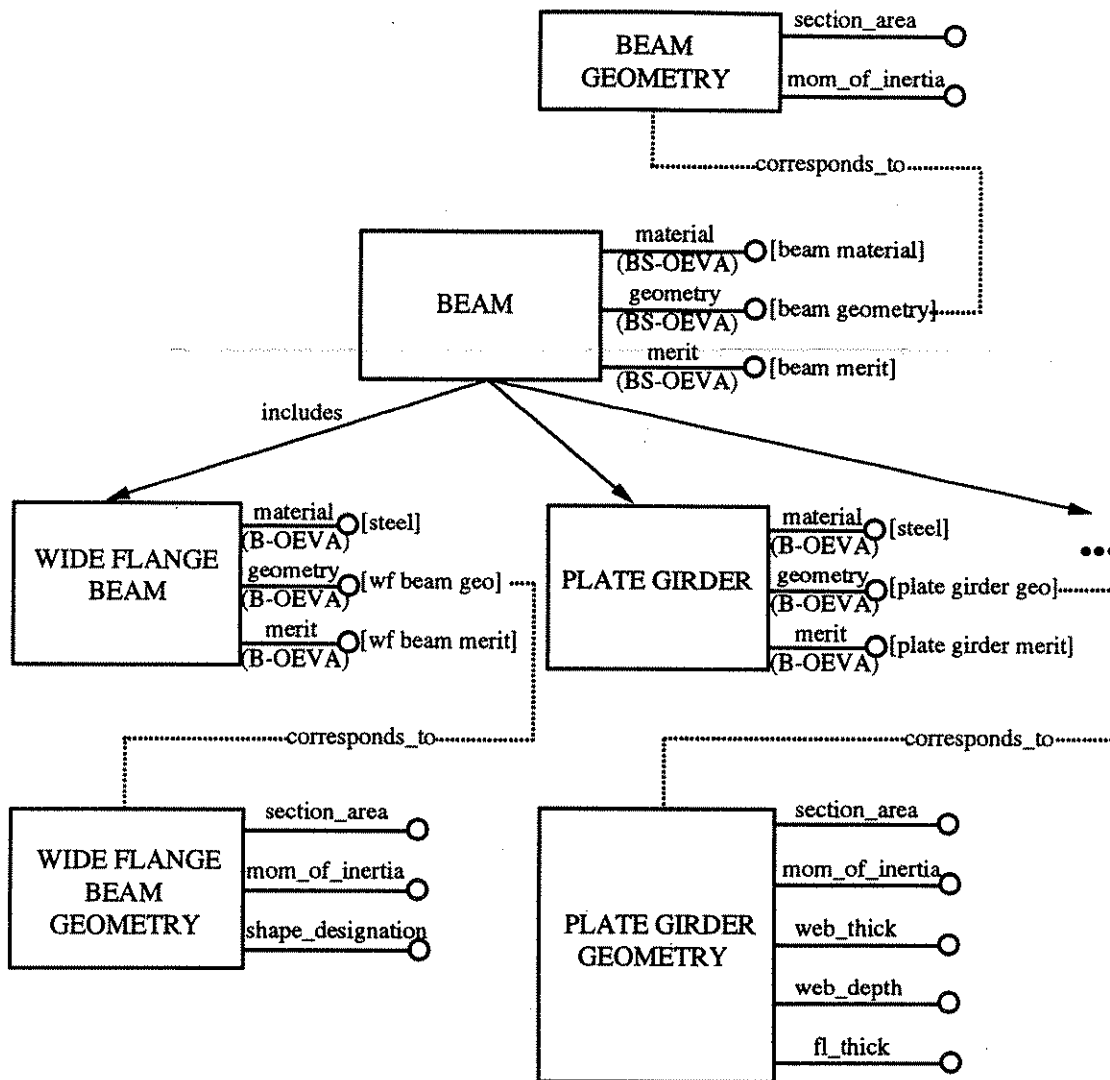 BEAM
GEOMETRY
section_area
mom_of_inertia
corresponds_to
BEAM
material
(BS-OEVA)
[beam material]
geometry
(BS-OEVA)
[beam geometry]
merit
(BS-OEVA)
[beam merit]
includes
WIDE FLANGE
BEAM
material
(B-OEVA)
[steel]
geometry
(B-OEVA)
[wf beam geo]
merit
(B-OEVA)
[wf beam merit]
PLATE GIRDER
material
(B-OEVA)
[steel]
geometry
(B-OEVA)
[plate girder geo]
merit
(B-OEVA)
[plate girder merit]
•••
corresponds_to
corresponds_to
WIDE FLANGE
BEAM
GEOMETRY
section_area
mom_of_inertia
shape_designation
PLATE GIRDER
GEOMETRY
section_area
mom_of_inertia
web_thick
web_depth
fl_thick